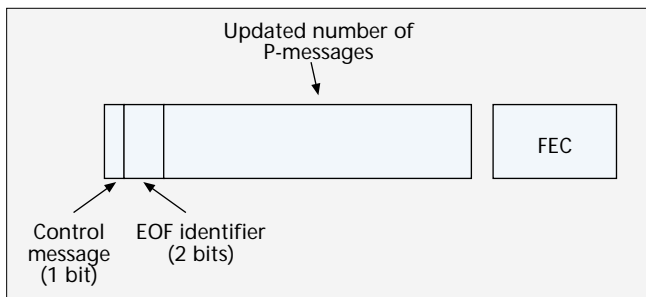 Updated number of
P-messages
FEC
Control
message
(1 bit)
EOF identifier
(2 bits)